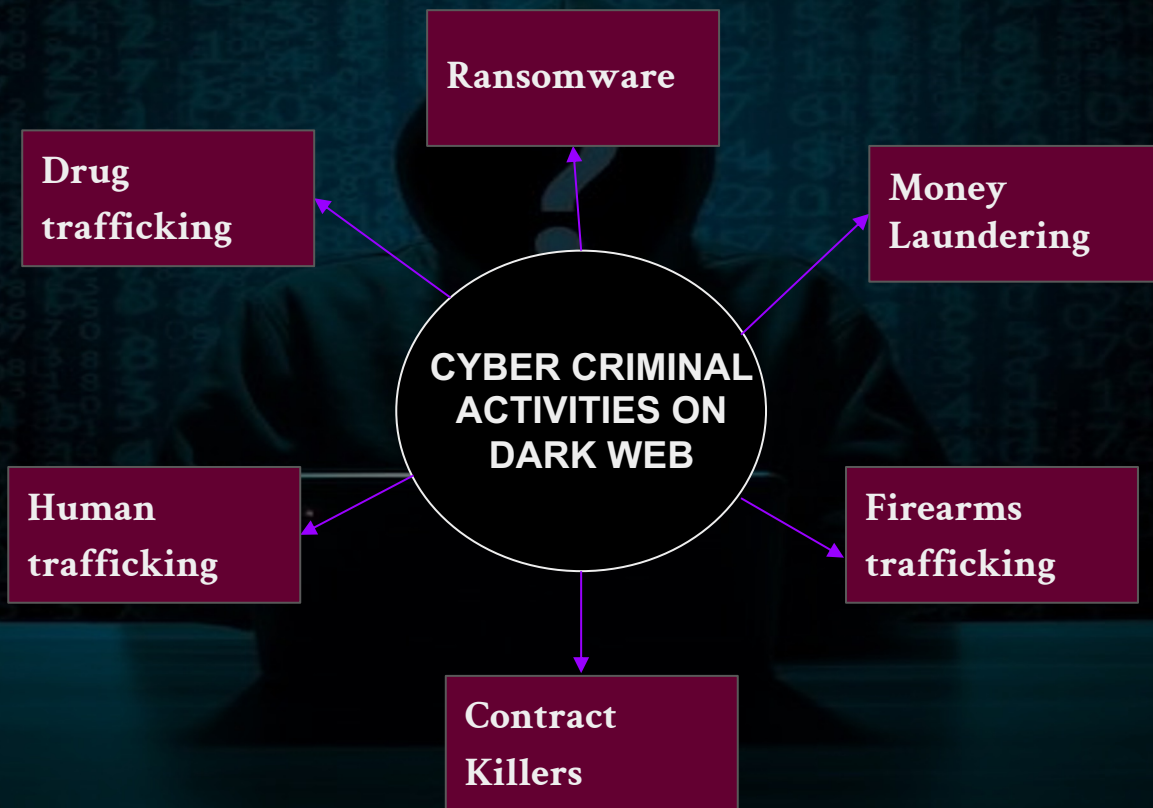 Ransomware
Drug
trafficking
Money
Laundering
CYBER CRIMINAL
ACTIVITIES ON
DARK WEB
Human
trafficking
Firearms
trafficking
Contract
Killers